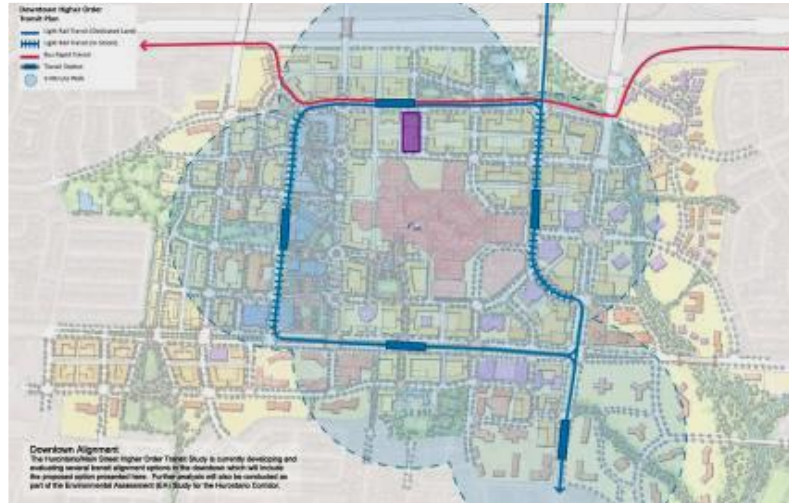 Downtown Higher Order
Transit Plan
Light Rail Transit (Dedicated Lane)
Light Rail Transit (In Street)
Bus Rapid Transit
Transit Station
5 Minute Walk
Downtown Alignment
The Hurontario/Main Street Higher Order Transit Study is currently developing and
evaluating several transit alignment options in the downtown which will include
the proposed option presented here. Further analysis will also be conducted as
part of the Environmental Assessment (EA) Study for the Hurontario Corridor.